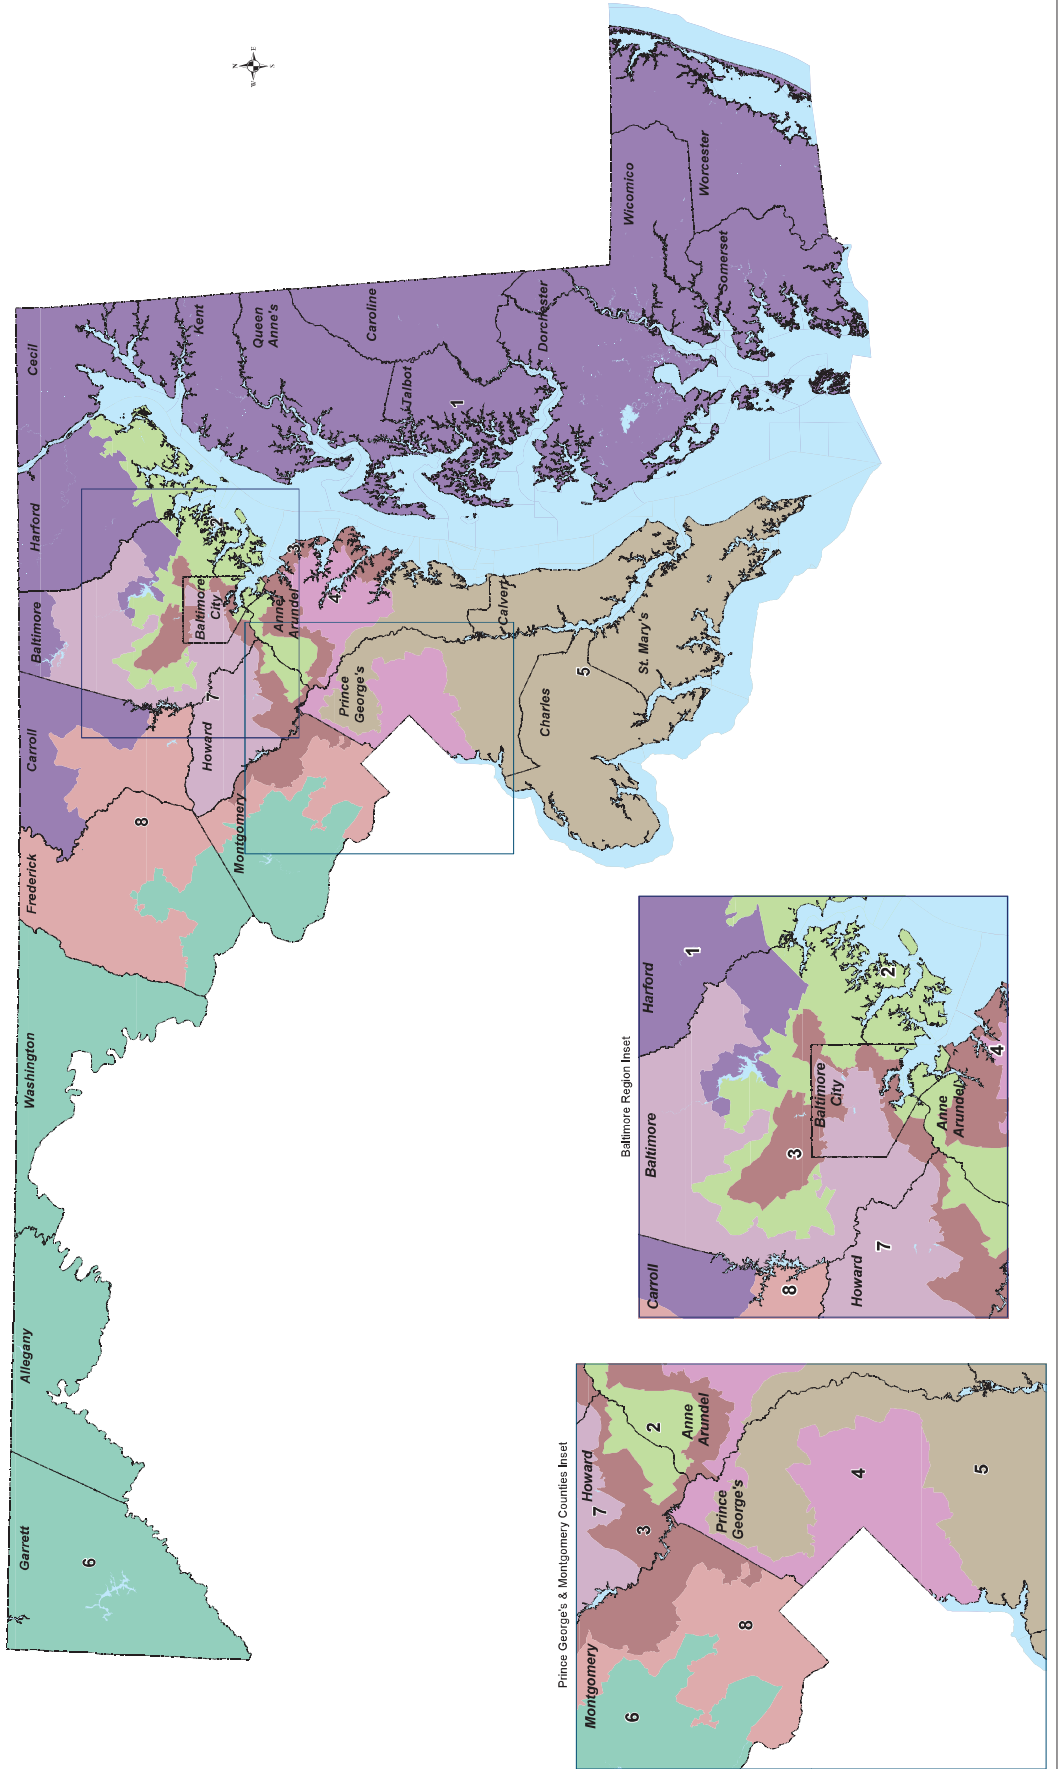 N
W
E
S
Garrett
Allegany
Washington
Frederick
Carroll
Baltimore
Harford
Cecil
6
8
Montgomery
Howard
7
Baltimore
City
2
Kent
Queen
Anne's
Anne
Arundel
4
Prince
George's
Caroline
Talbot
1
Calvert
Charles
5
St. Mary's
Dorchester
Wicomico
Somerset
Worcester
Prince George's & Montgomery Counties Inset
Montgomery
7
Howard
6
8
3
2
Anne
Arundel
Prince
George's
4
5
Baltimore Region Inset
Carroll
Baltimore
Harford
1
8
3
Baltimore
City
Howard
7
2
Anne
Arundel
4